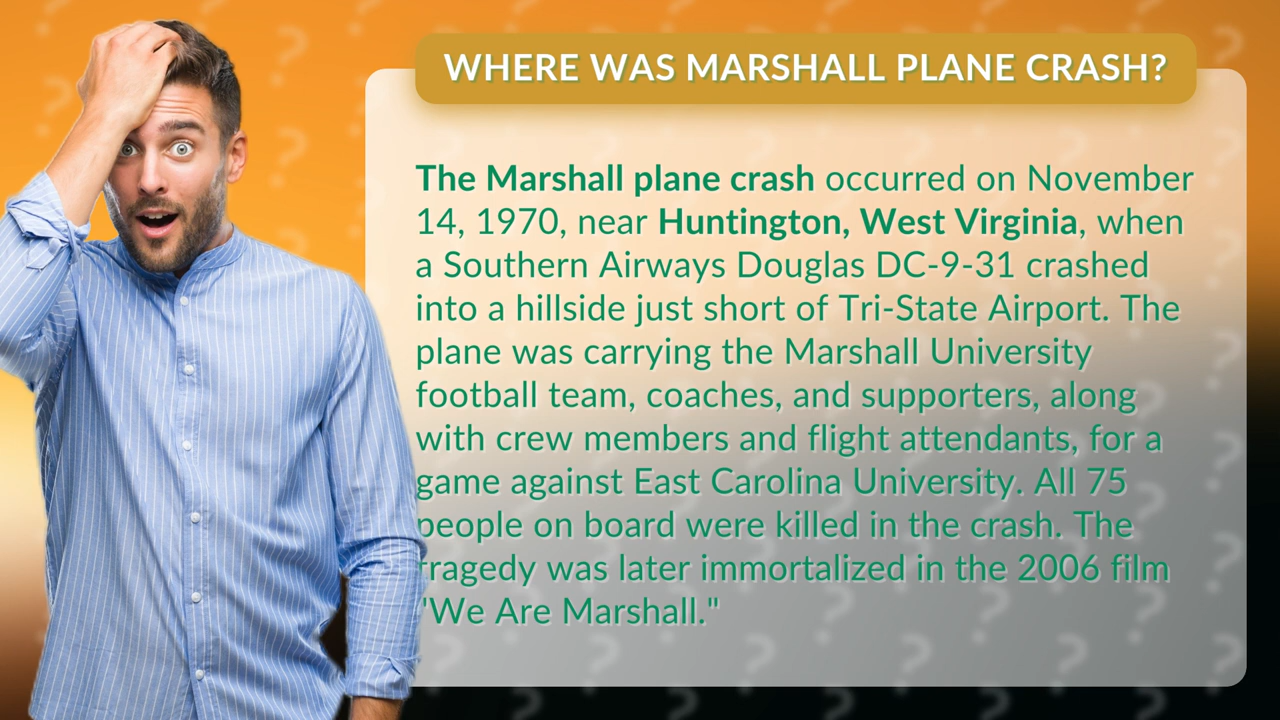 WHERE WAS MARSHALL PLANE CRASH?
The Marshall plane crash occurred on November
14, 1970, near Huntington, West Virginia, when
a Southern Airways Douglas DC-9-31 crashed
into a hillside just short of Tri-State Airport. The
plane was carrying the Marshall University
football team, coaches, and supporters, along
with crew members and flight attendants, for a
game against East Carolina University. All 75
people on board were killed in the crash. The
tragedy was later immortalized in the 2006 film
"We Are Marshall."